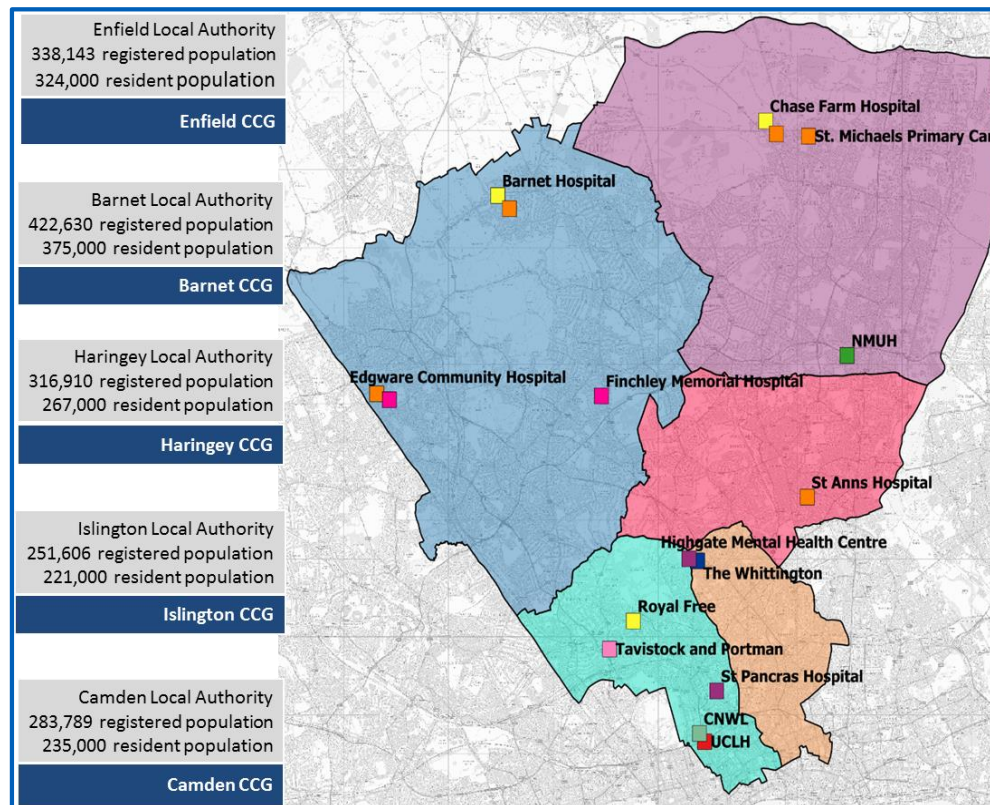 Enfield Local Authority
338,143 registered population
324,000 resident population
Enfield CCG
Barnet Local Authority
422,630 registered population
375,000 resident population
Barnet CCG
Haringey Local Authority
316,910 registered population
267,000 resident population
Haringey CCG
Islington Local Authority
251,606 registered population
221,000 resident population
Islington CCG
Camden Local Authority
283,789 registered population
235,000 resident population
Camden CCG
Chase Farm Hospital
St. Michaels Primary Car
Barnet Hospital
NMUH
Edgware Community Hospital
Finchley Memorial Hospital
St Anns Hospital
Highgate Mental Health Centre
The Whittington
Royal Free
Tavistock and Portman
St Pancras Hospital
CNWL
UCLH